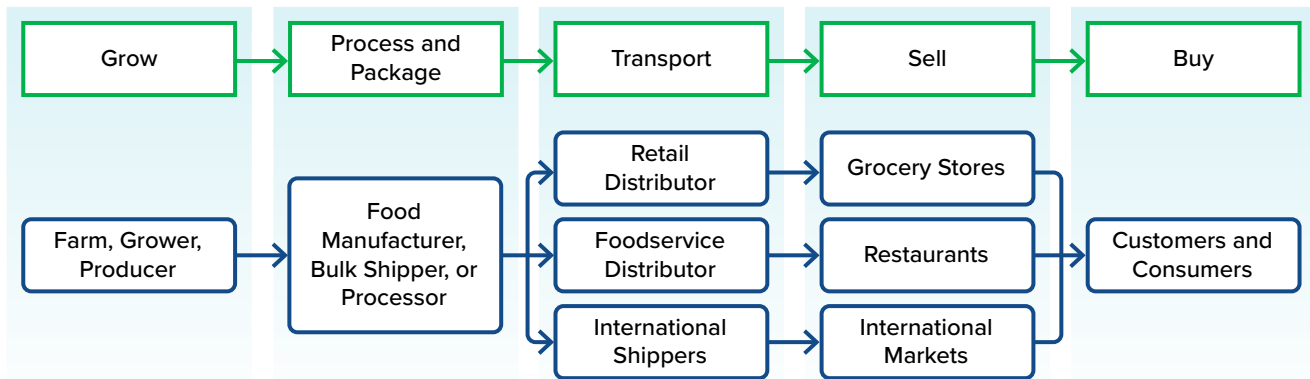 Grow
Process and
Package
Transport
Sell
Buy
Farm, Grower,
Producer
Food
Manufacturer,
Bulk Shipper, or
Processor
Retail
Distributor
Grocery Stores
Foodservice
Distributor
Restaurants
International
Shippers
International
Markets
Customers and
Consumers